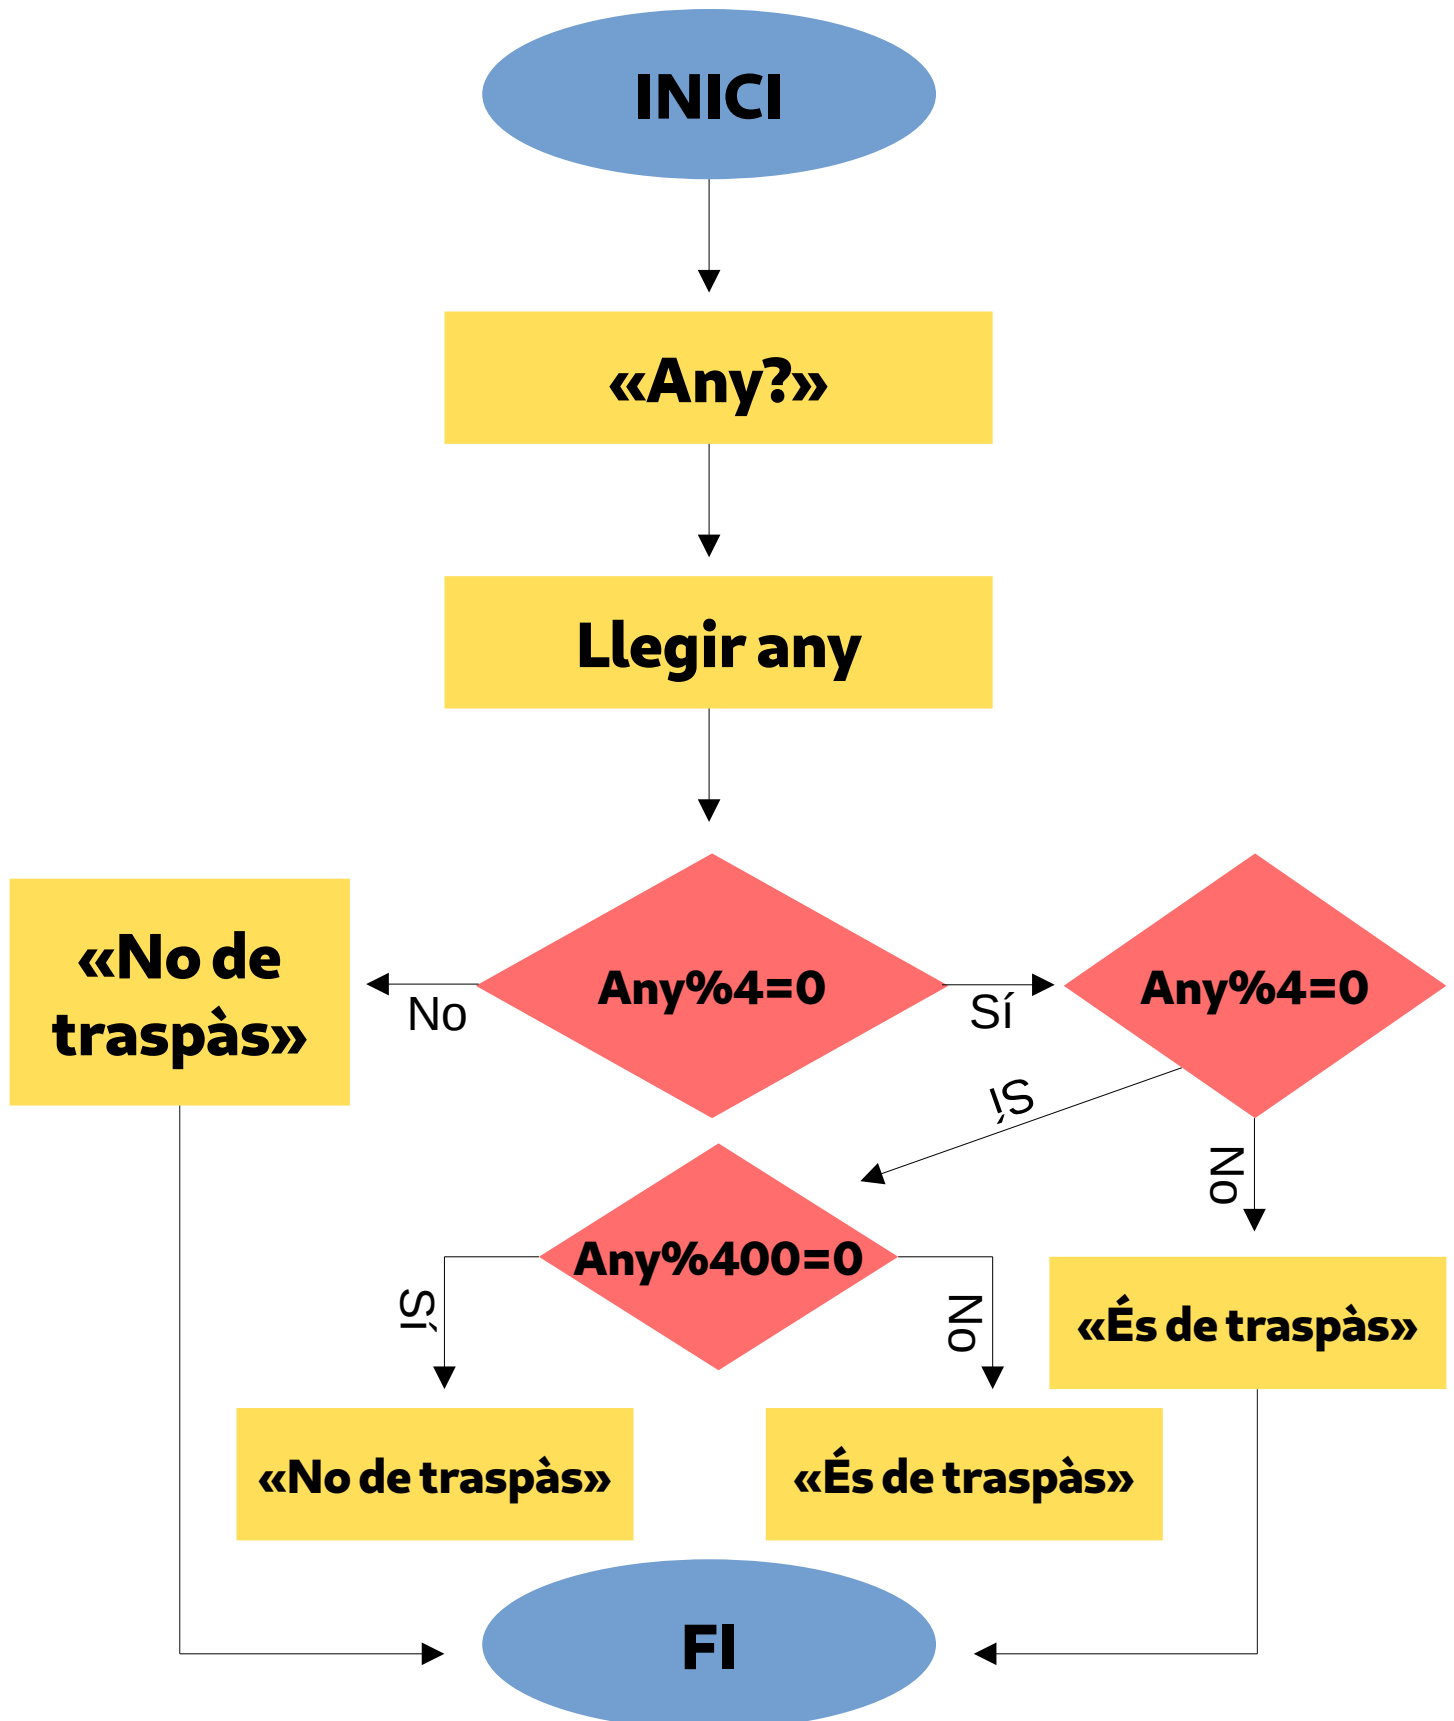 INICI
«Any?»
Llegir any
«No de
traspàs»
No
Any%4=0
Sí
Any%4=0
Sí
No
Any%400=0
Sí
No
«És de traspàs»
«No de traspàs»
«És de traspàs»
FI